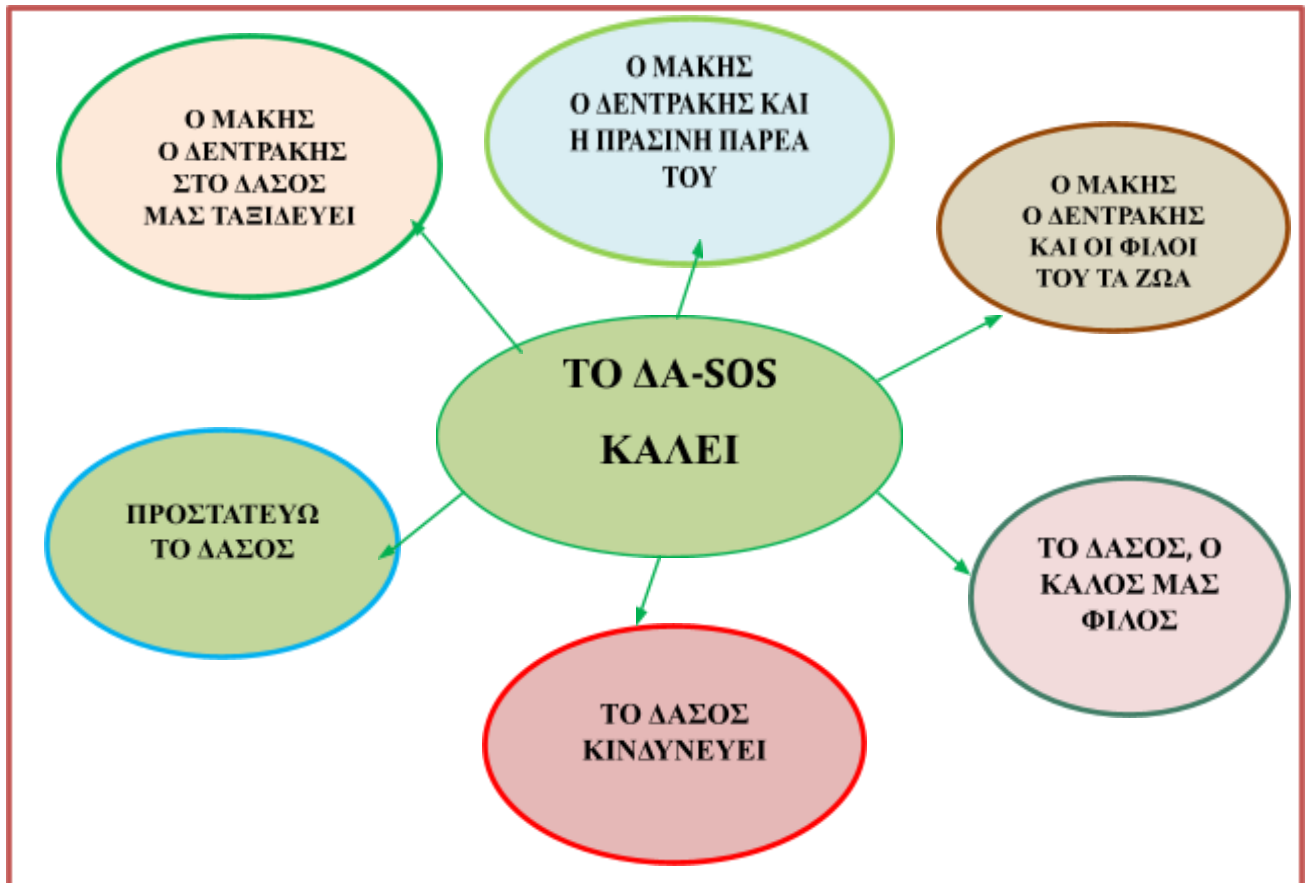 Ο ΜΑΚΗΣ
Ο ΔΕΝΤΡΑΚΗΣ
ΣΤΟ ΔΑΣΟΣ
ΜΑΣ ΤΑΞΙΔΕΥΕΙ
Ο ΜΑΚΗΣ
Ο ΔΕΝΤΡΑΚΗΣ ΚΑΙ
Η ΠΡΑΣΙΝΗ ΠΑΡΕΑ
ΤΟΥ
Ο ΜΑΚΗΣ
Ο ΔΕΝΤΡΑΚΗΣ
ΚΑΙ ΟΙ ΦΙΛΟΙ
ΤΟΥ ΤΑ ΖΩΑ
ΤΟ ΔΑ-SOS
ΚΑΛΕΙ
ΠΡΟΣΤΑΤΕΥΩ
ΤΟ ΔΑΣΟΣ
ΤΟ ΔΑΣΟΣ, Ο
ΚΑΛΟΣ ΜΑΣ
ΦΙΛΟΣ
ΤΟ ΔΑΣΟΣ
ΚΙΝΔΥΝΕΥΕΙ